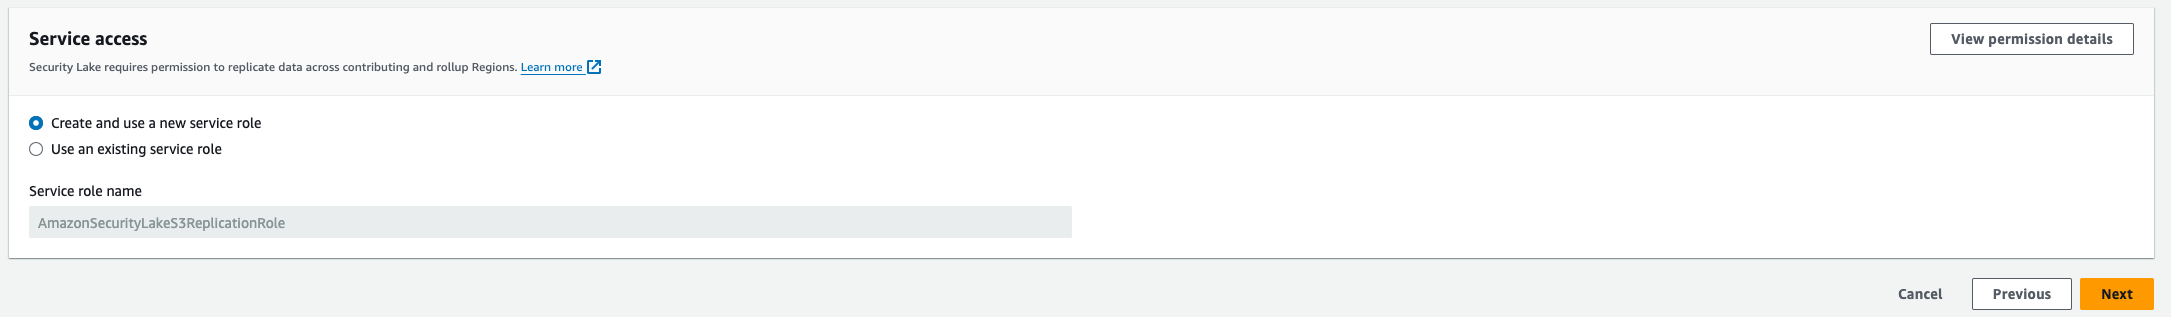 Service access
View permission details
Security Lake requires permission to replicate data across contributing and rollup Regions. Learn more
Create and use a new service role
Use an existing service role
Service role name
AmazonSecurityLakeS3ReplicationRole
Cancel
Previous
Next